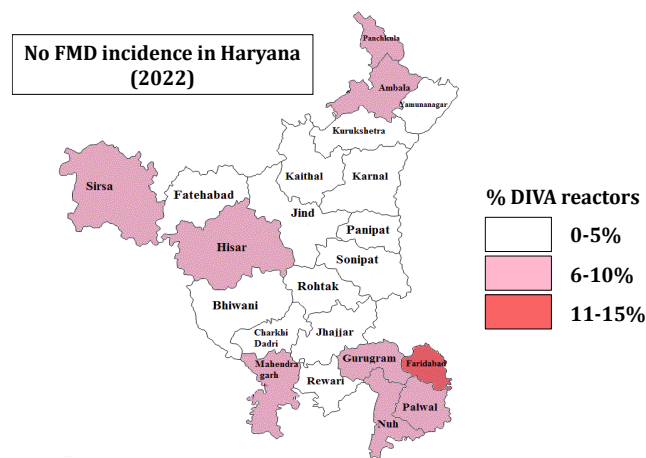 No FMD incidence in Haryana
(2022)
Panchkula
Ambala
Yamunanagar
Kurukshetra
Kaithal
Karnal
Sirsa
Fatehabad
Jind
Panipat
Hisar
Sonipat
Rohtak
Bhiwani
Charkhi
Dadri
Jhajjar
Mahendra
garh
Gurugram
Faridabad
Rewari
Palwal
Nuh
% DIVA reactors
0-5%
6-10%
11-15%